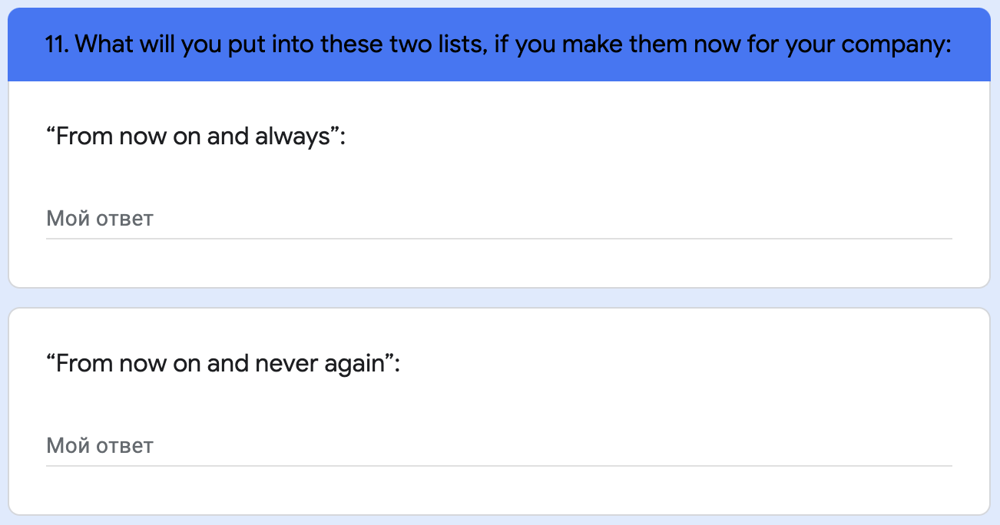 11. What will you put into these two lists, if you make them now for your company:
“From now on and always”:
Мой ответ
“From now on and never again”:
Мой ответ